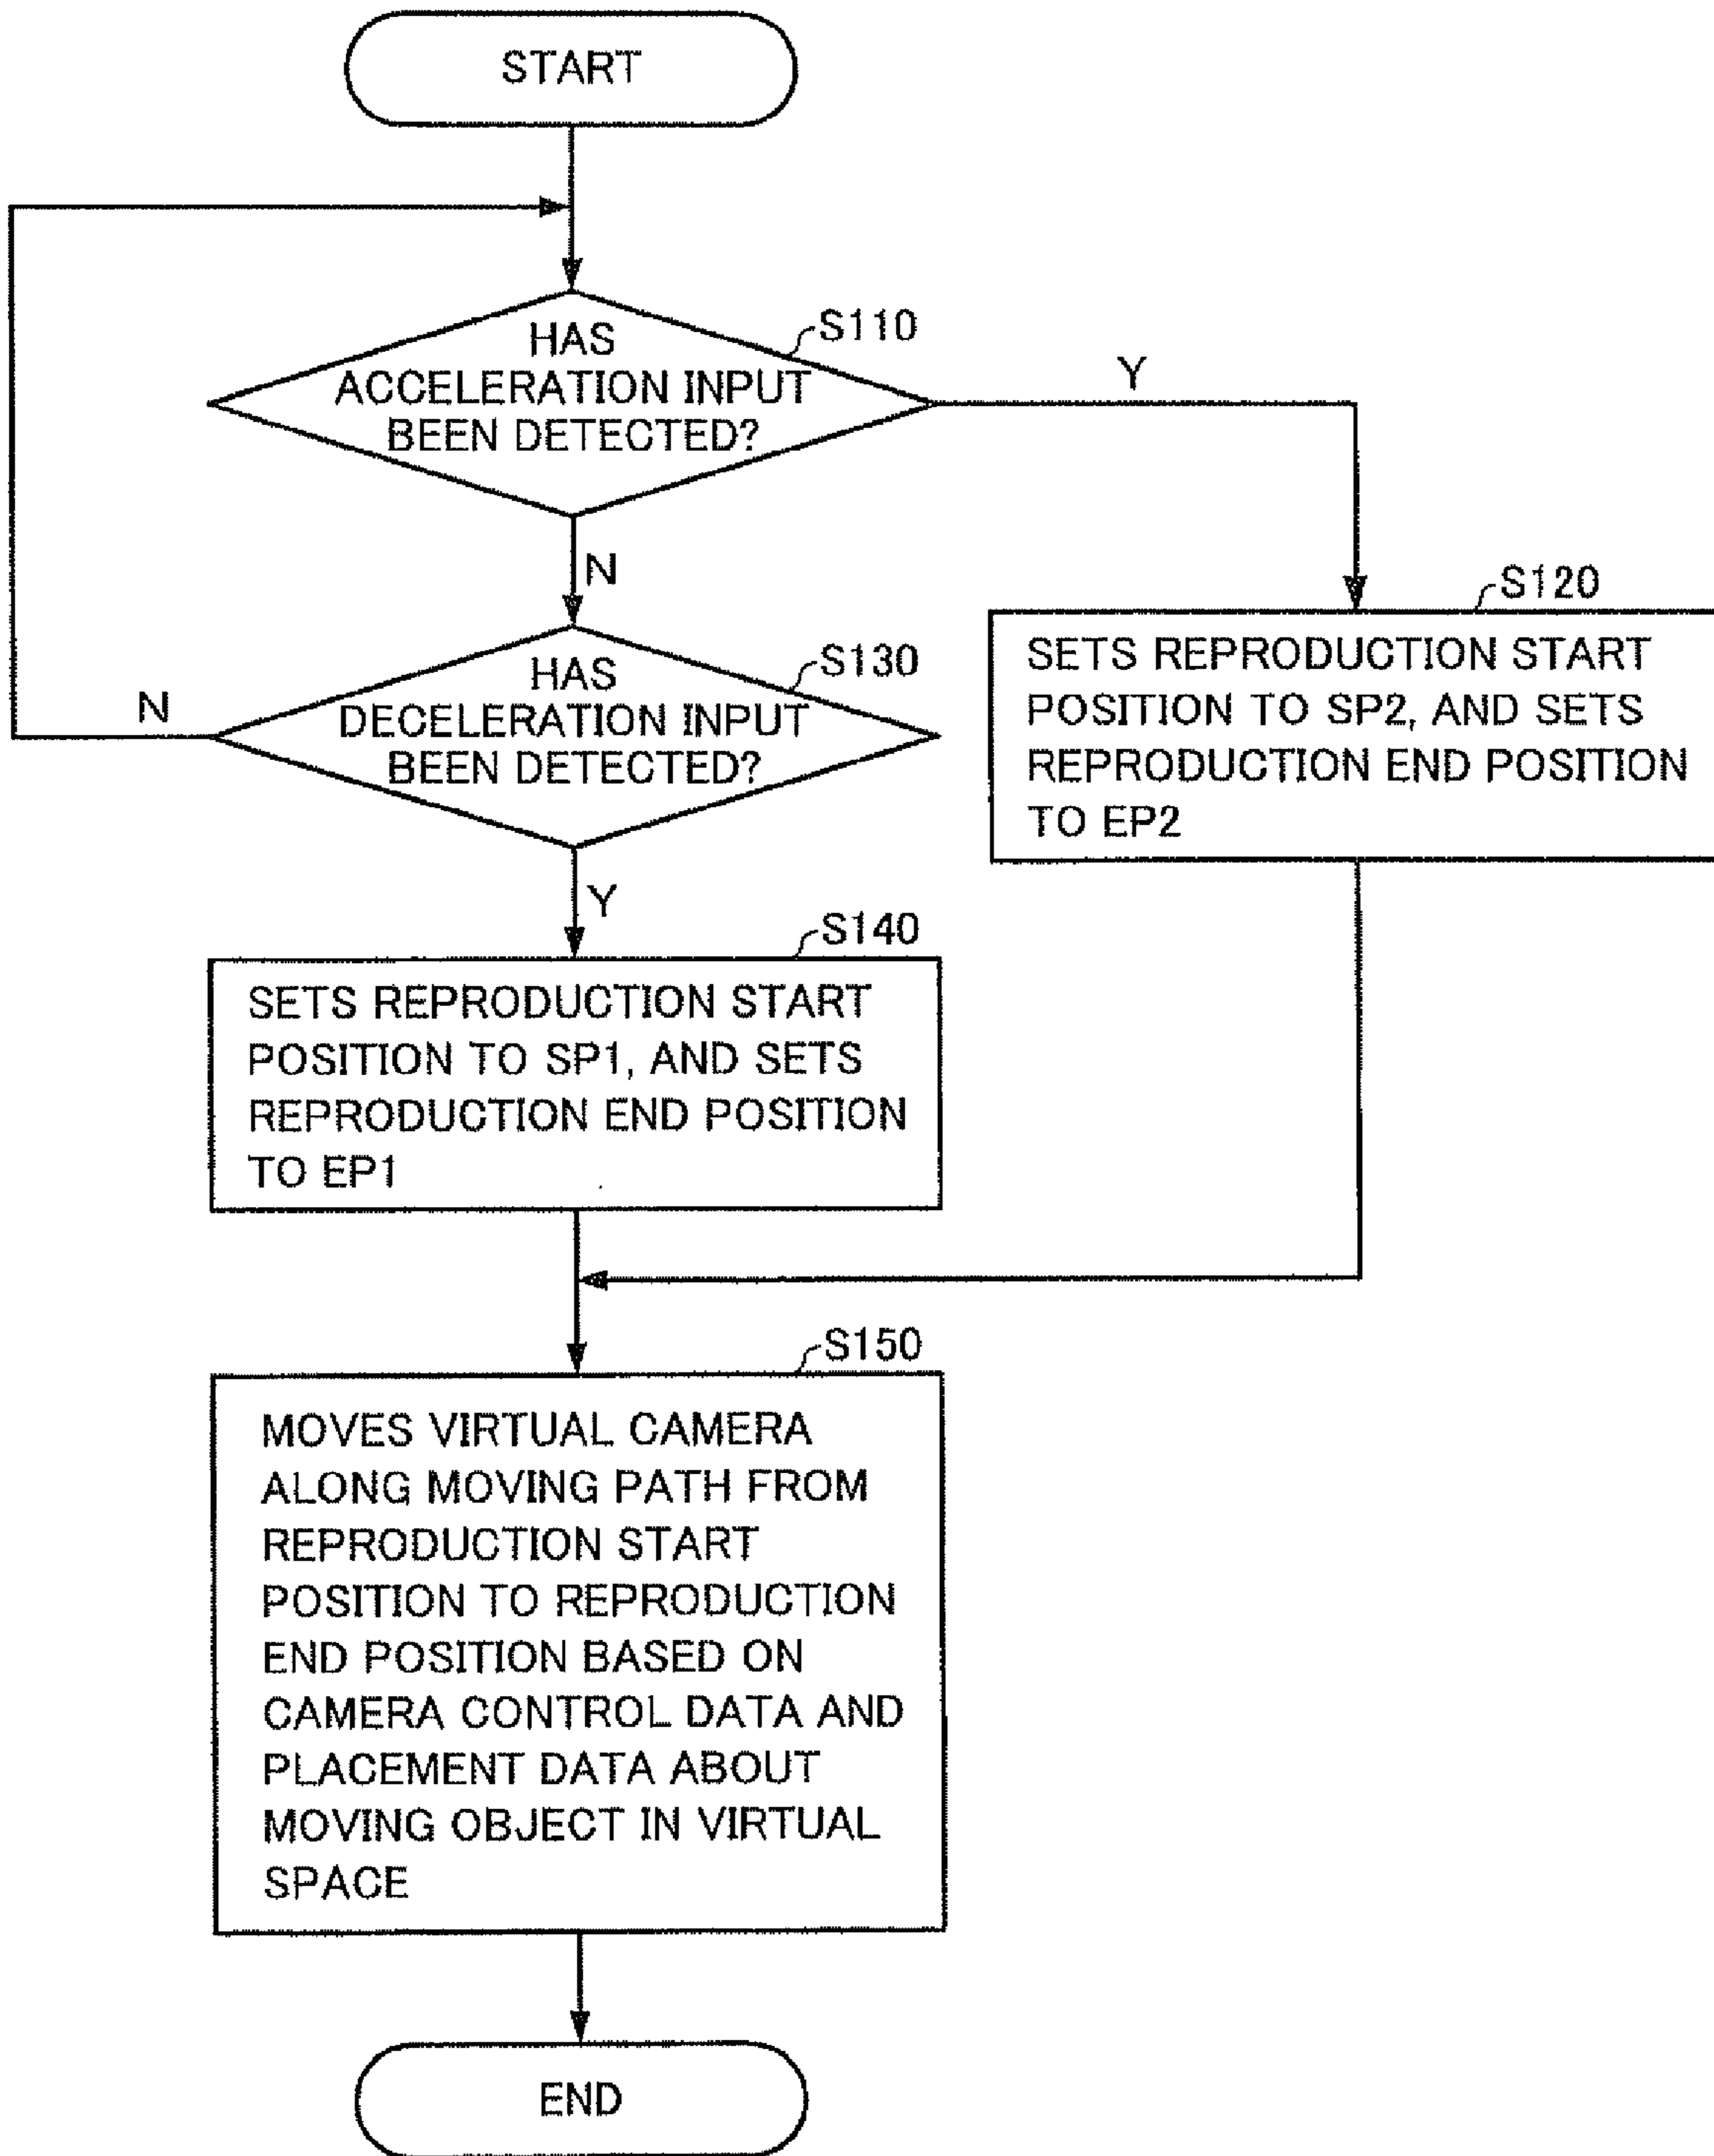 START
S110
HAS
ACCELERATION INPUT
BEEN DETECTED?
Y
N
S120
SETS REPRODUCTION START
POSITION TO SP2, AND SETS
REPRODUCTION END POSITION
TO EP2
S130
HAS
DECELERATION INPUT
BEEN DETECTED?
N
Y
S140
SETS REPRODUCTION START
POSITION TO SP1, AND SETS
REPRODUCTION END POSITION
TO EP1
S150
MOVES VIRTUAL CAMERA
ALONG MOVING PATH FROM
REPRODUCTION START
POSITION TO REPRODUCTION
END POSITION BASED ON
CAMERA CONTROL DATA AND
PLACEMENT DATA ABOUT
MOVING OBJECT IN VIRTUAL
SPACE
END